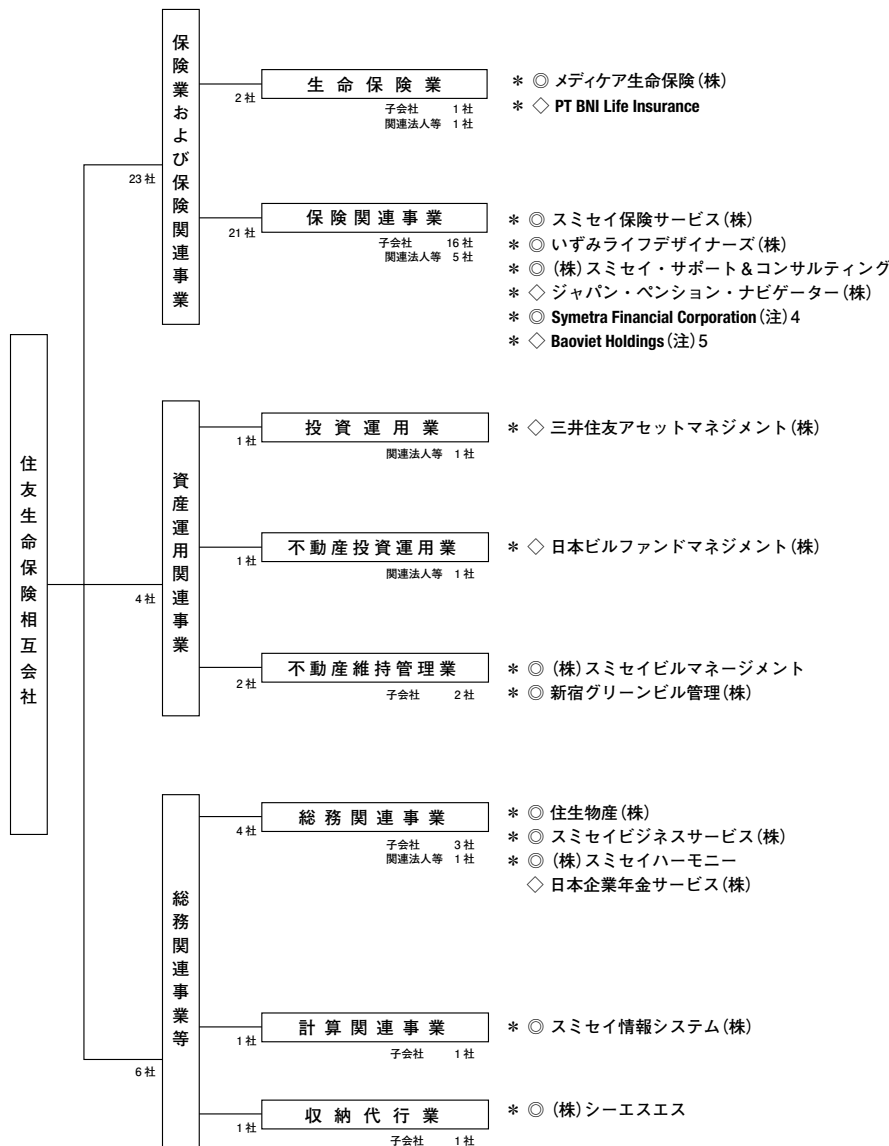 住友生命保険相互会社
23社
保険業および保険関連事業
2社
生命保険業
子会社 1社
関連法人等 1社
＊ ◎ メディケア生命保険(株)
＊ ◇ PT BNI Life Insurance
21社
保険関連事業
子会社 16社
関連法人等 5社
＊ ◎ スミセイ保険サービス(株)
＊ ◎ いずみライフデザイナーズ(株)
＊ ◎ (株)スミセイ・サポート＆コンサルティング
＊ ◇ ジャパン・ペンション・ナビゲーター(株)
＊ ◎ Symetra Financial Corporation(注)4
＊ ◇ Baoviet Holdings(注)5
4社
資産運用関連事業
1社
投資運用業
関連法人等 1社
＊ ◇ 三井住友アセットマネジメント(株)
1社
不動産投資運用業
関連法人等 1社
＊ ◇ 日本ビルファンドマネジメント(株)
2社
不動産維持管理業
子会社 2社
＊ ◎ (株)スミセイビルマネージメント
＊ ◎ 新宿グリーンビル管理(株)
6社
総務関連事業等
4社
総務関連事業
子会社 3社
関連法人等 1社
＊ ◎ 住生物産(株)
＊ ◎ スミセイビジネスサービス(株)
＊ ◎ (株)スミセイハーモニー
◇ 日本企業年金サービス(株)
1社
計算関連事業
子会社 1社
＊ ◎ スミセイ情報システム(株)
1社
収納代行業
子会社 1社
＊ ◎ (株)シーエスエス